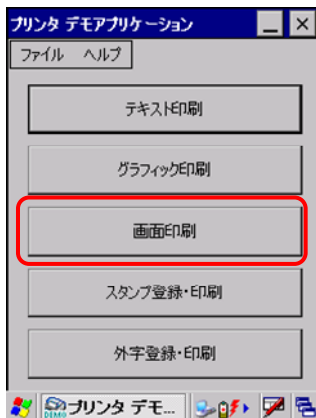 プリンタ デモアプリケーション
ファイル ヘルプ
テキスト印刷
グラフィック印刷
画面印刷
スタンプ登録・印刷
外字登録・印刷
DEMO プリンタ デモ...